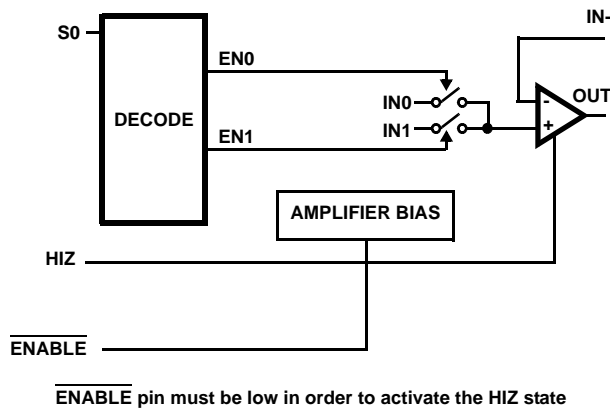 S0
IN-
EN0
DECODE
IN0
IN1
-
+
OUT
EN1
AMPLIFIER BIAS
HIZ
ENABLE
ENABLE pin must be low in order to activate the HIZ state